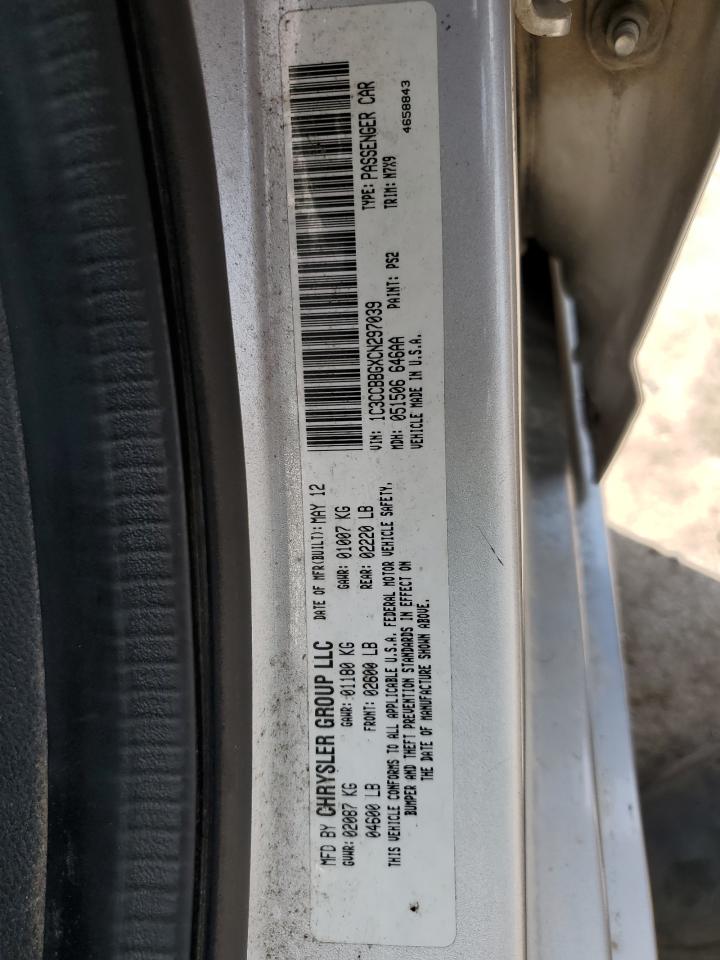 MFD BY CHRYSLER GROUP LLC DATE OF MFR(BUILT): MAY 12
GVWR: 02087 KG GAWR: 01180 KG GAWR: 01007 KG
04600 LB FRONT: 02600 LB REAR: 02220 LB
THIS VEHICLE CONFORMS TO ALL APPLICABLE U.S.A. FEDERAL MOTOR VEHICLE SAFETY,
BUMPER AND THEFT PREVENTION STANDARDS IN EFFECT ON
THE DATE OF MANUFACTURE SHOWN ABOVE.
VIN: 1C3CCBBGXCN297039 TYPE: PASSENGER CAR
MDH: 051506 646AA PAINT: PS2 TRIM: M7X9
VEHICLE MADE IN U.S.A. 4658843